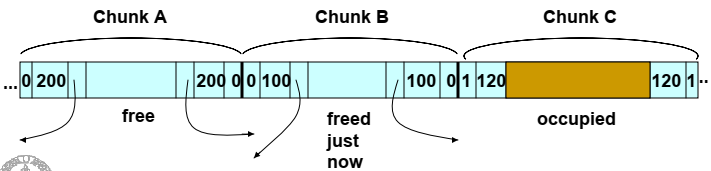 Chunk A Chunk B Chunk C
... 0 200 200 0 0 100 100 0 1 120 120 1 ..
free freed just now occupied